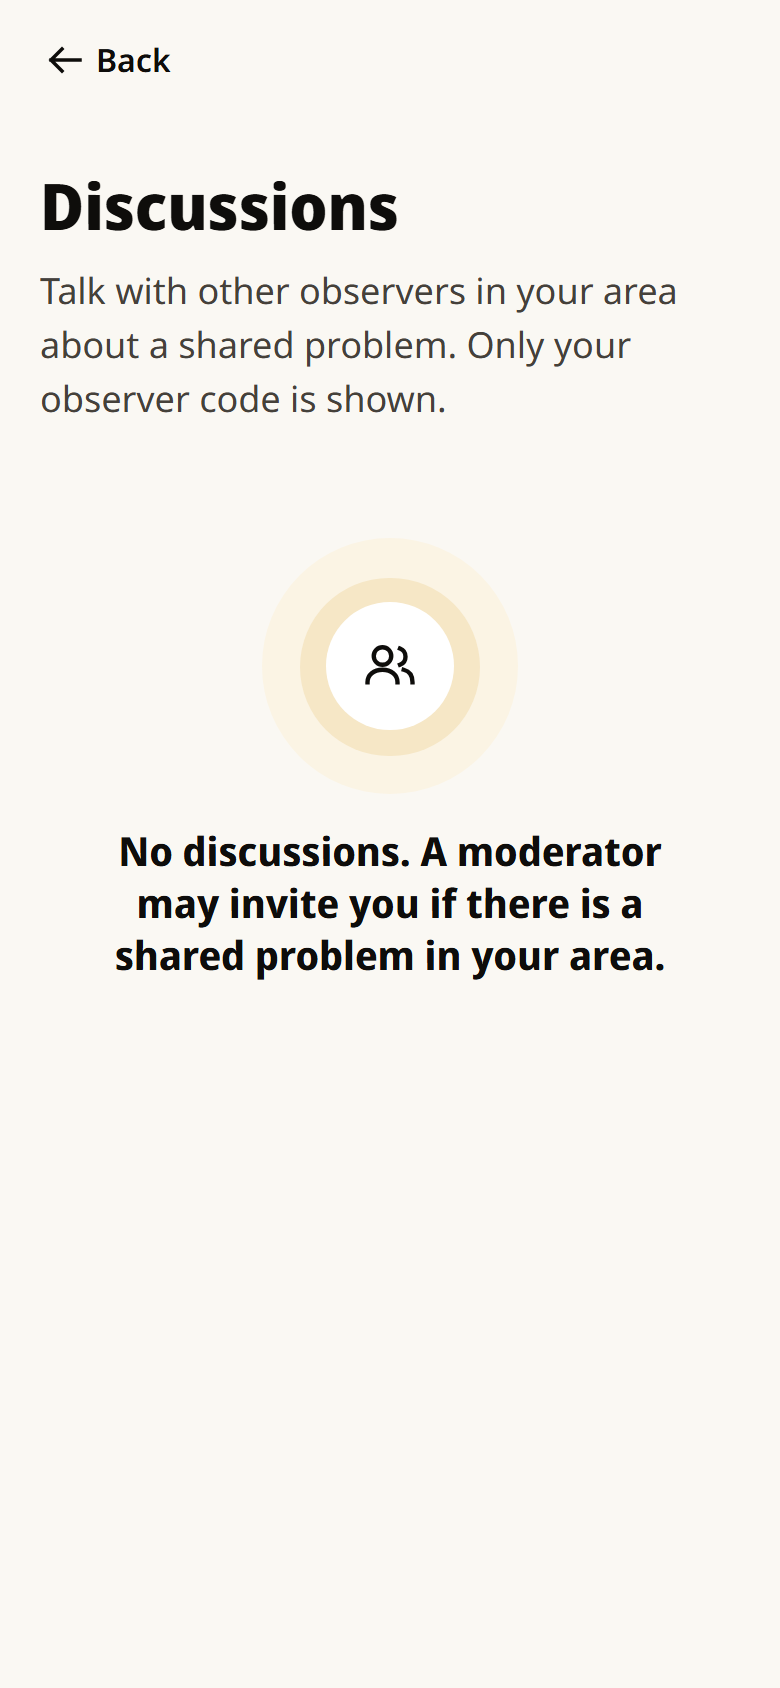 Back
Discussions
Talk with other observers in your area
about a shared problem. Only your
observer code is shown.
No discussions. A moderator
may invite you if there is a
shared problem in your area.